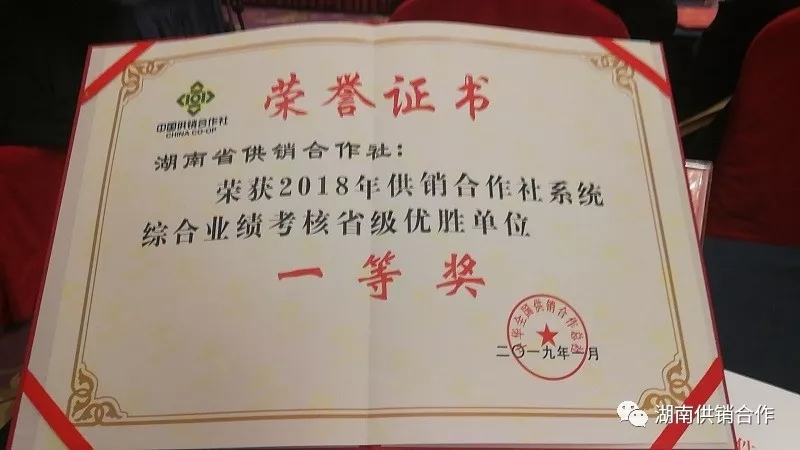 荣誉证书
中国供销合作社
CHINA CO-OP
湖南省供销合作社：
荣获2018年供销合作社系统
综合业绩考核省级优胜单位
一等奖
中华全国供销合作总社
二〇一九年 月
湖南供销合作